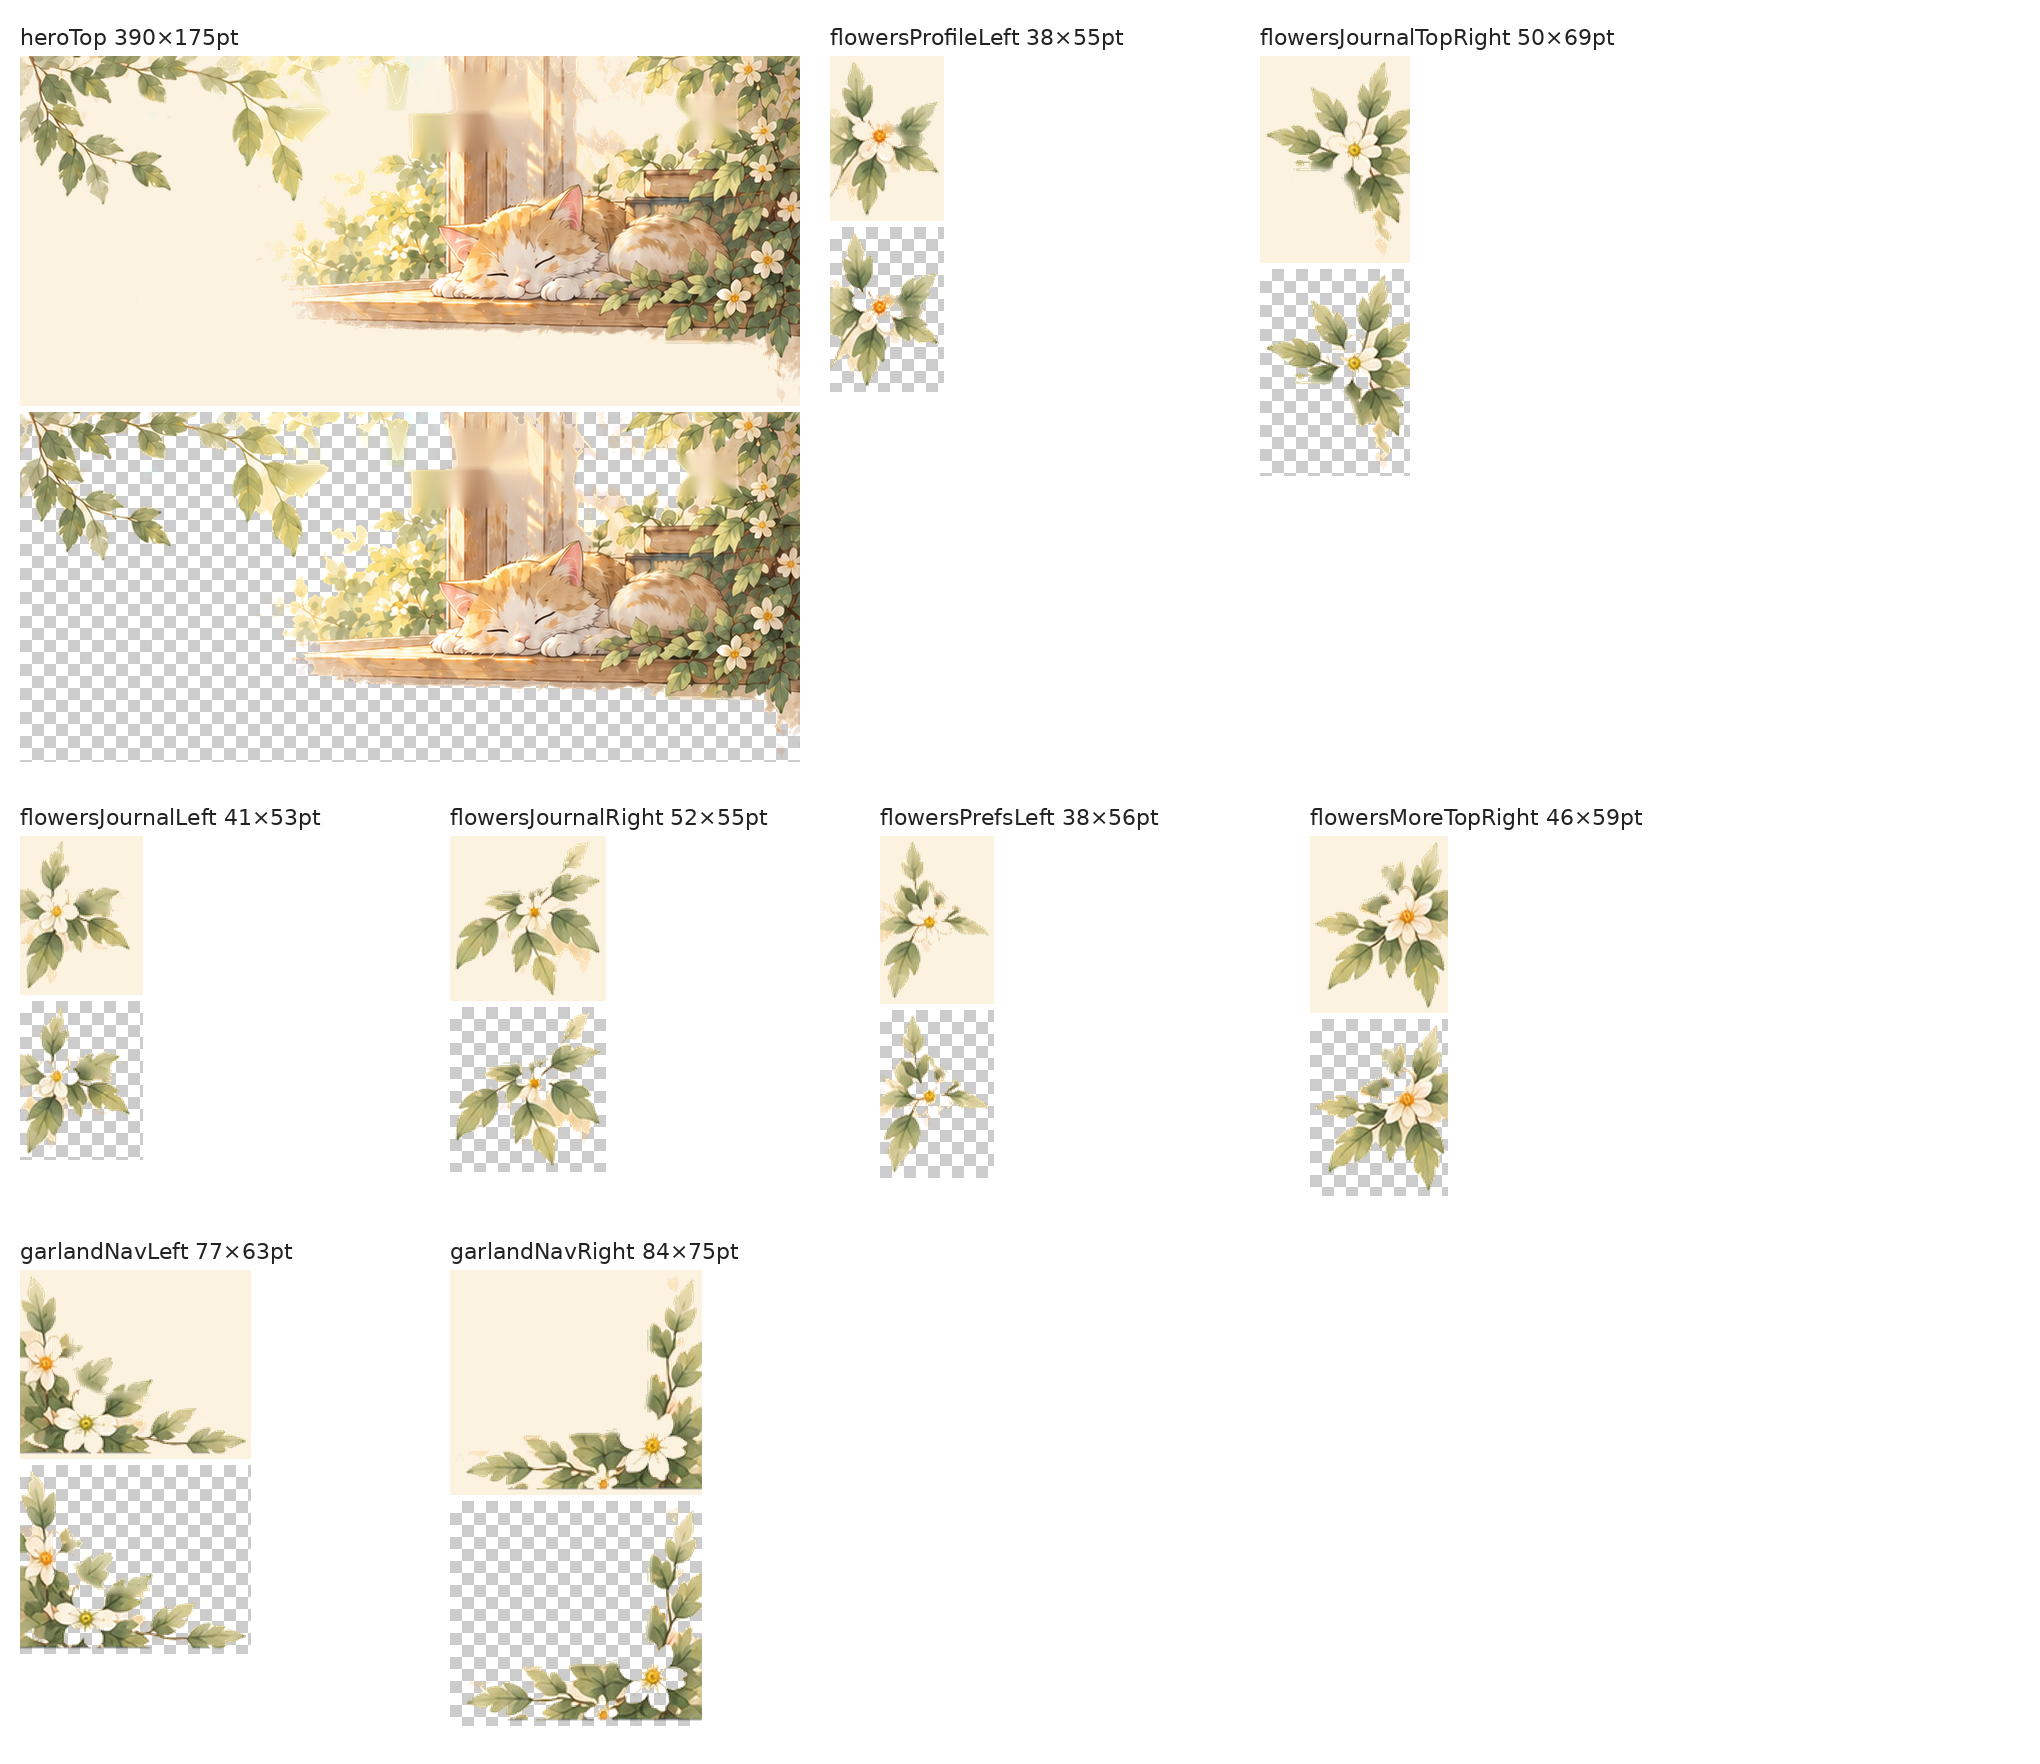 heroTop 390×175pt
flowersProfileLeft 38×55pt
flowersJournalTopRight 50×69pt
flowersJournalLeft 41×53pt
flowersJournalRight 52×55pt
flowersPrefsLeft 38×56pt
flowersMoreTopRight 46×59pt
garlandNavLeft 77×63pt
garlandNavRight 84×75pt